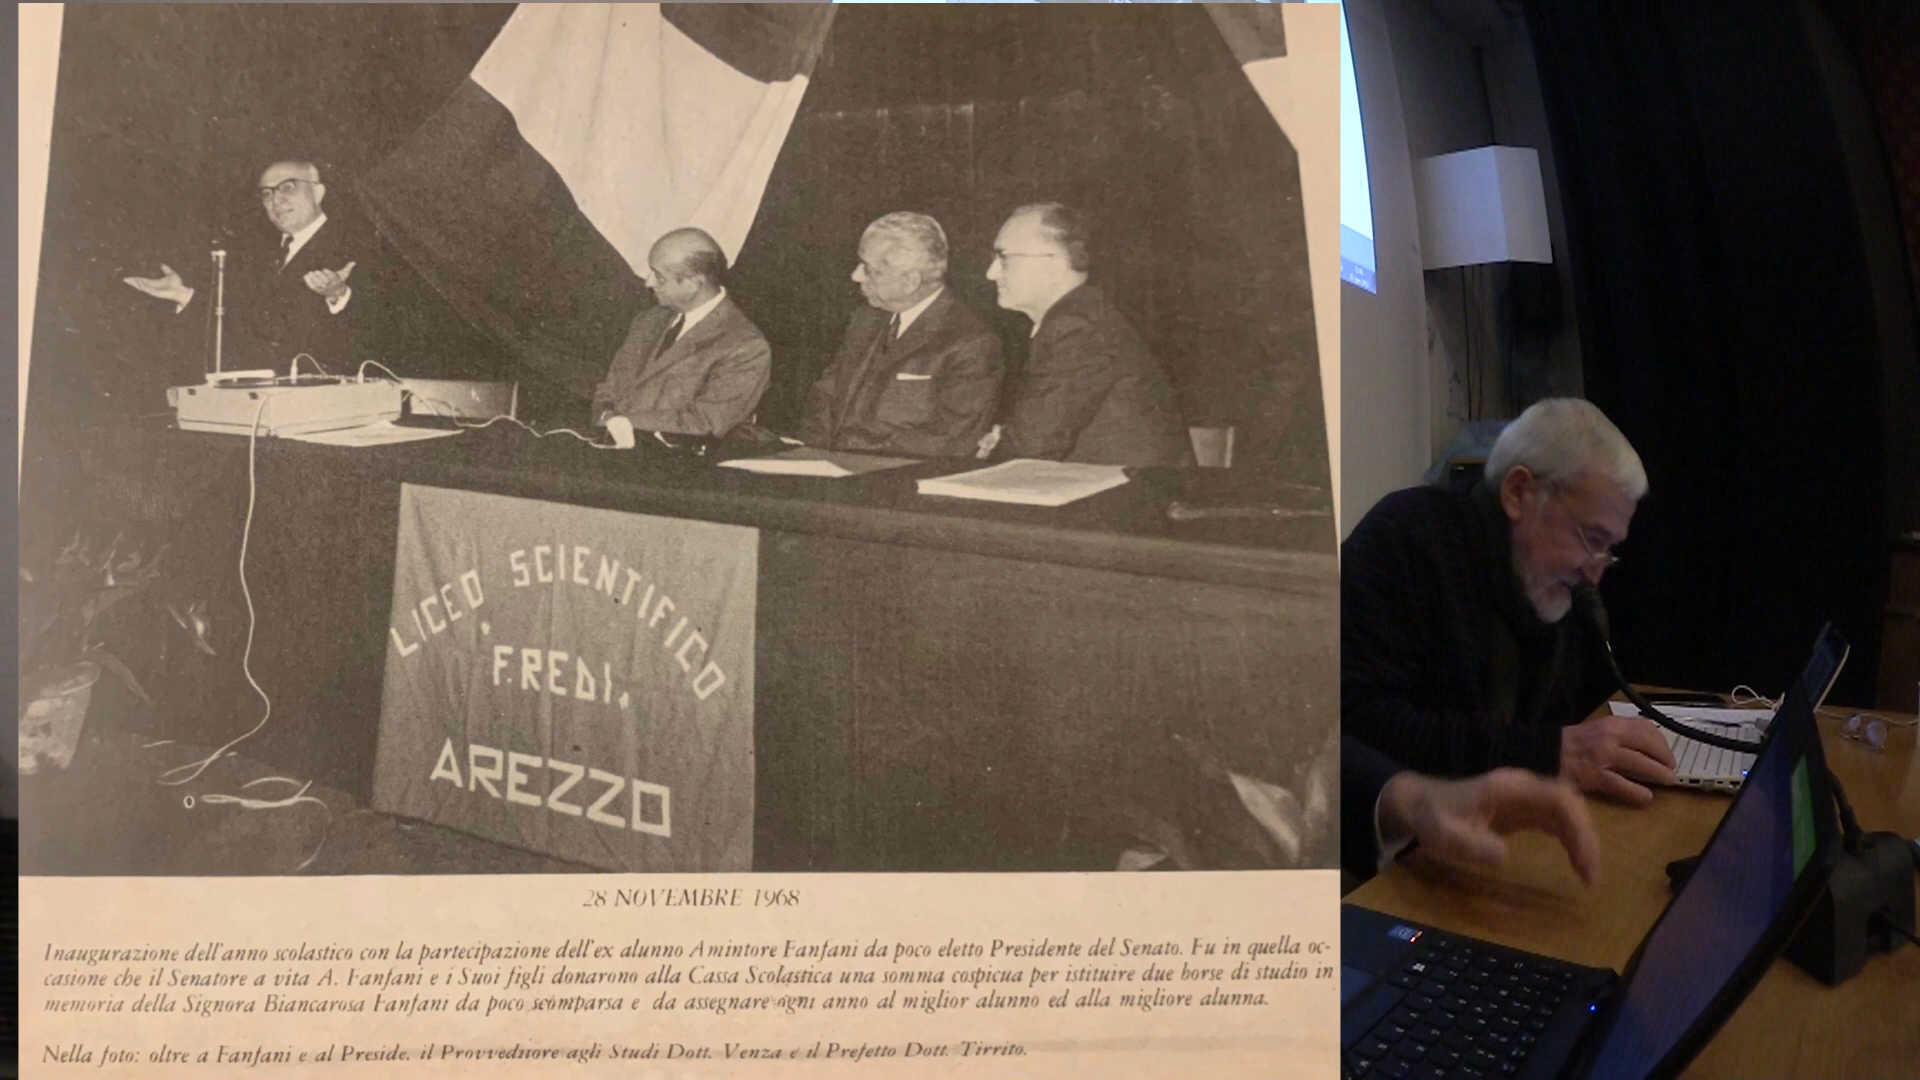 LICEO SCIENTIFICO
"F. REDI"
AREZZO
28 NOVEMBRE 1968
Inaugurazione dell'anno scolastico con la partecipazione dell'ex alunno Amintore Fanfani da poco eletto Presidente del Senato. Fu in quella oc-
casione che il Senatore a vita A. Fanfani e i Suoi figli donarono alla Cassa Scolastica una somma cospicua per istituire due borse di studio in
memoria della Signora Biancarosa Fanfani da poco scomparsa e da assegnare ogni anno al miglior alunno ed alla migliore alunna.
Nella foto: oltre a Fanfani e al Preside, il Provveditore agli Studi Dott. Venza e il Prefetto Dott. Tirrito.